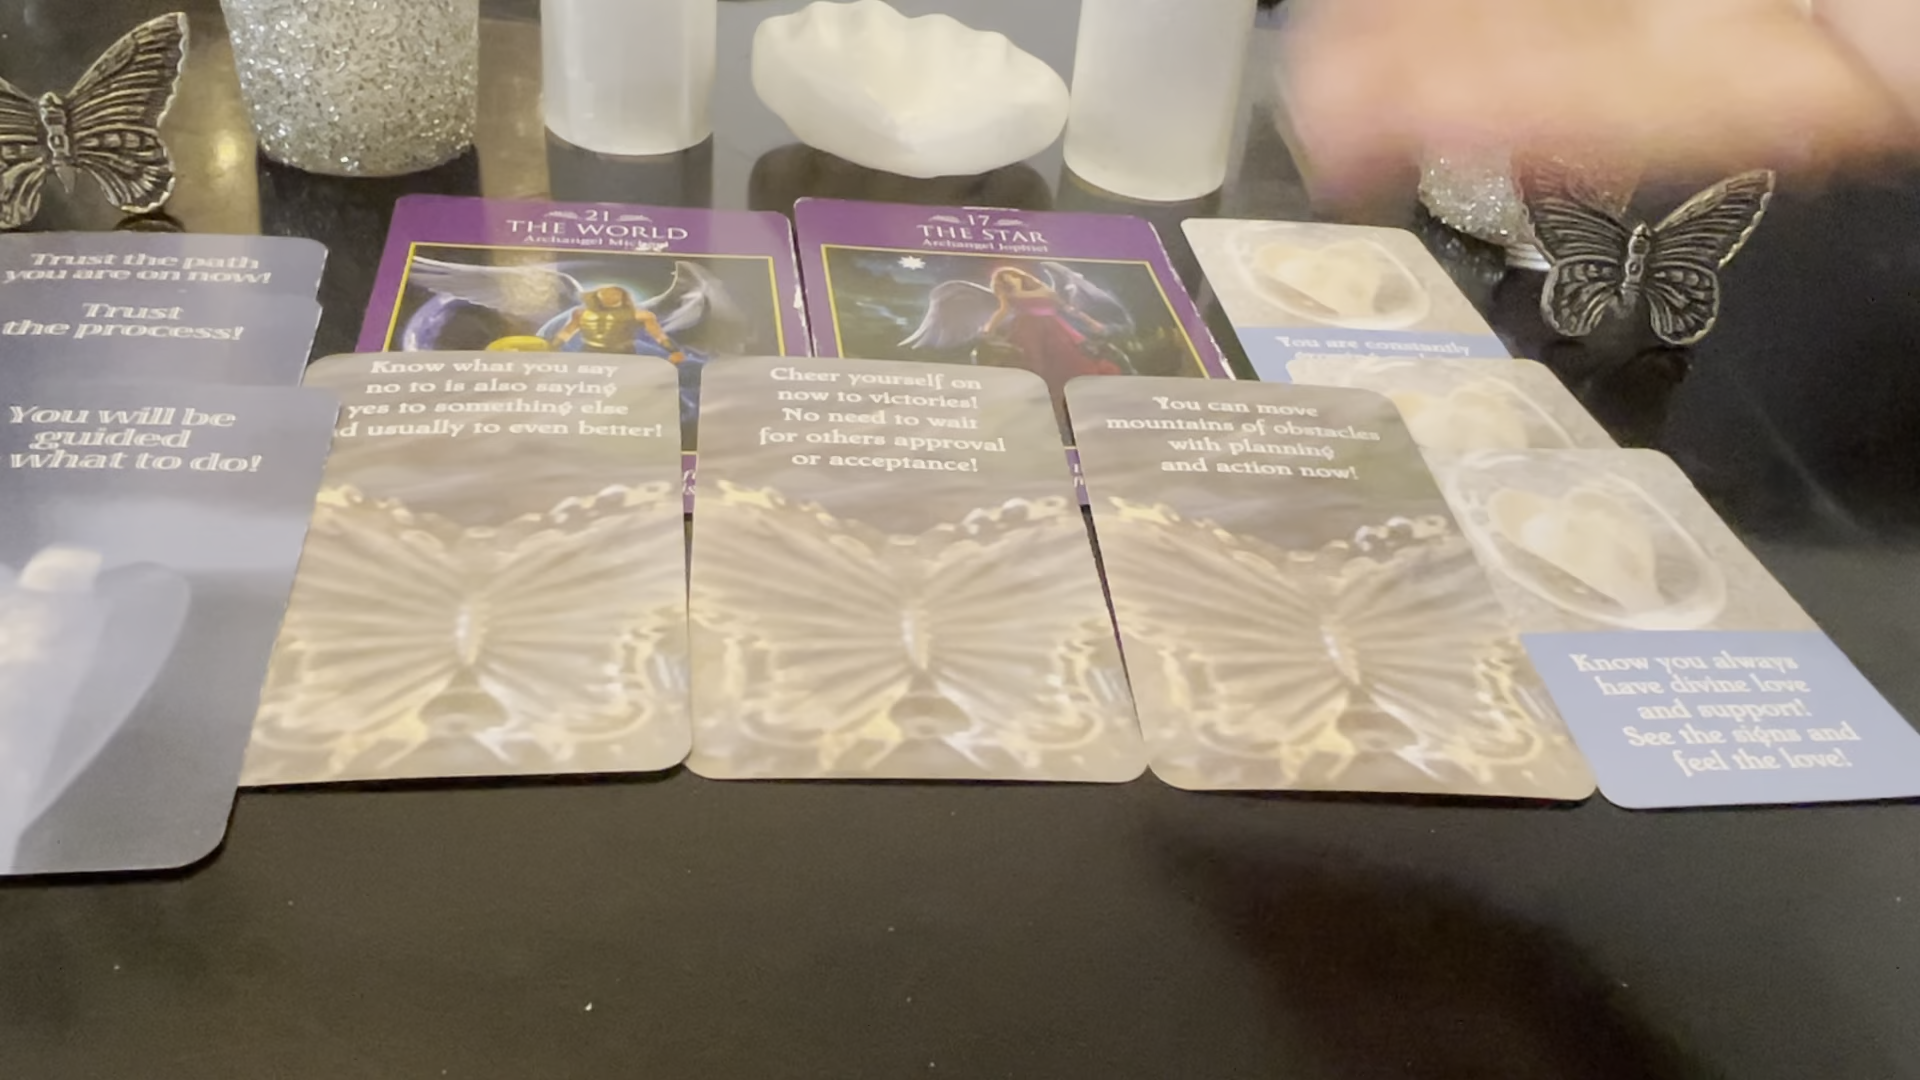 Trust the path
you are on now!
Trust
the process!
You will be
guided
what to do!
21
THE WORLD
Archangel Michael
17
THE STAR
Archangel Jophiel
Know what you say
no to is also saying
yes to something else
d usually to even better!
Cheer yourself on
now to victories!
No need to wait
for others approval
or acceptance!
You can move
mountains of obstacles
with planning
and action now!
You are constantly
Know you always
have divine love
and support!
See the signs and
feel the love!